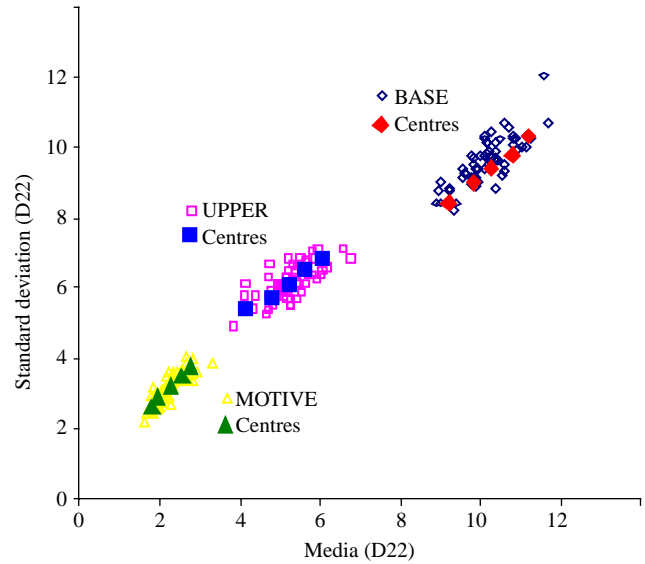 14
12
10
8
6
4
2
0
Standard deviation (D22)
BASE
Centres
UPPER
Centres
MOTIVE
Centres
0 2 4 6 8 10 12
Media (D22)